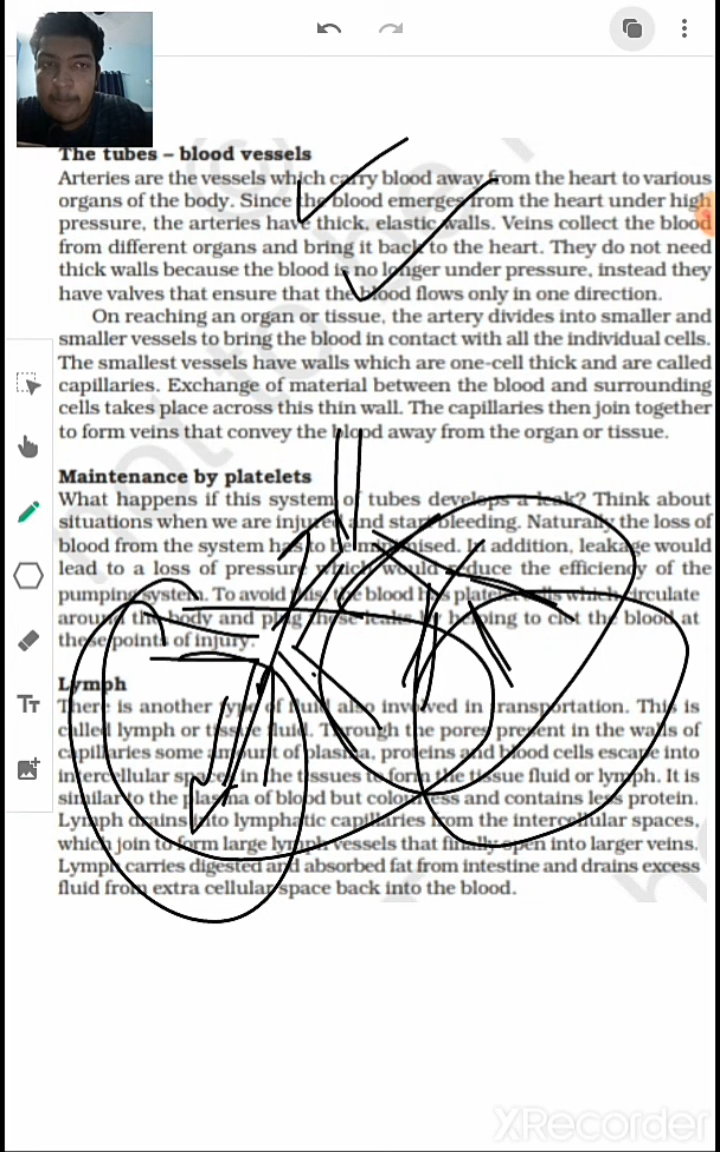 The tubes – blood vessels
Arteries are the vessels which carry blood away from the heart to various
organs of the body. Since the blood emerges from the heart under high
pressure, the arteries have thick, elastic walls. Veins collect the blood
from different organs and bring it back to the heart. They do not need
thick walls because the blood is no longer under pressure, instead they
have valves that ensure that the blood flows only in one direction.
On reaching an organ or tissue, the artery divides into smaller and
smaller vessels to bring the blood in contact with all the individual cells.
The smallest vessels have walls which are one-cell thick and are called
capillaries. Exchange of material between the blood and surrounding
cells takes place across this thin wall. The capillaries then join together
to form veins that convey the blood away from the organ or tissue.
Maintenance by platelets
What happens if this system of tubes develops a leak? Think about
situations when we are injured and start bleeding. Naturally the loss of
blood from the system has to be minimised. In addition, leakage would
lead to a loss of pressure which would reduce the efficiency of the
pumping system. To avoid this, the blood has platelet cells which circulate
around the body and plug these leaks by helping to clot the blood at
these points of injury.
Lymph
There is another type of fluid also involved in transportation. This is
called lymph or tissue fluid. Through the pores present in the walls of
capillaries some amount of plasma, proteins and blood cells escape into
intercellular spaces in the tissues to form the tissue fluid or lymph. It is
similar to the plasma of blood but colourless and contains less protein.
Lymph drains into lymphatic capillaries from the intercellular spaces,
which join to form large lymph vessels that finally open into larger veins.
Lymph carries digested and absorbed fat from intestine and drains excess
fluid from extra cellular space back into the blood.
Tт
XRecorder